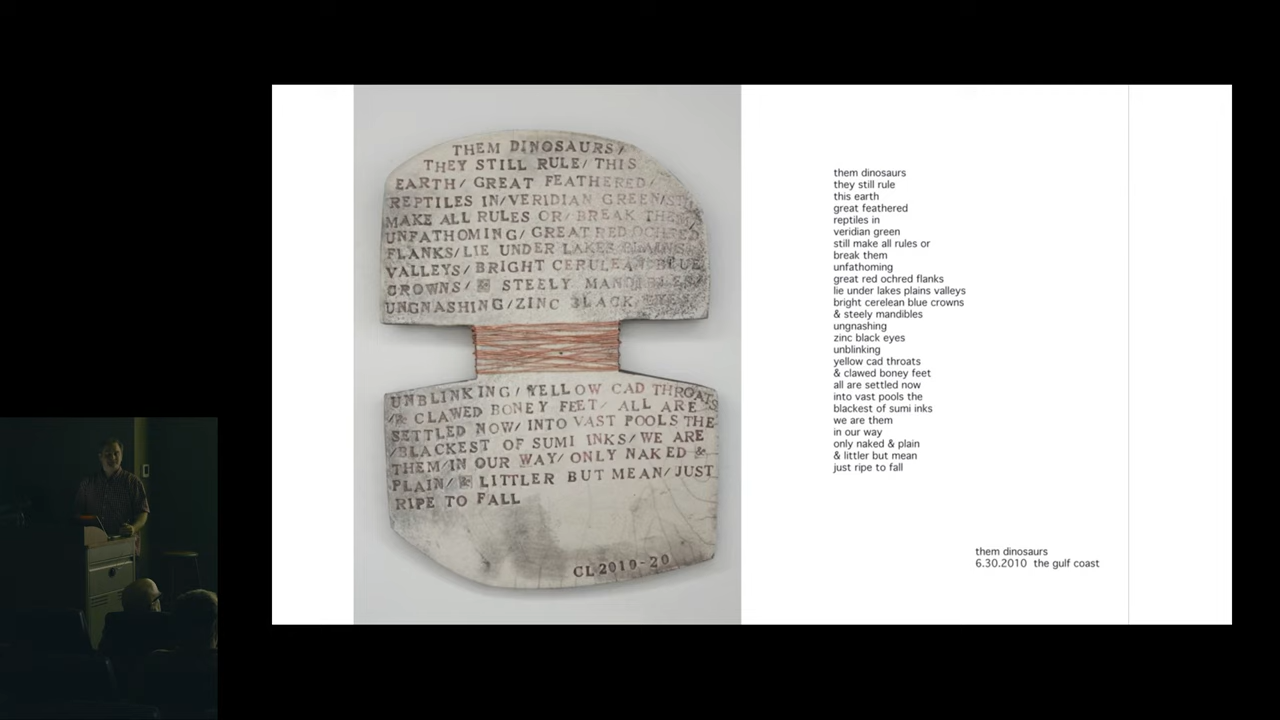 THEM DINOSAURS/
THEY STILL RULE/ THIS
EARTH/ GREAT FEATHERED/
REPTILES IN/VERIDIAN GREEN/ST
MAKE ALL RULES OR/ BREAK THEM
UNFATHOMING/ GREAT RED OCHRED
FLANKS/LIE UNDER LAKES PLAINS
VALLEYS/ BRIGHT CERULEAN BLUE
CROWNS/ & STEELY MANDIBLES
UNGNASHING/ZINC BLACK EYES
UNBLINKING/ YELLOW CAD THROATS
/& CLAWED BONEY FEET/ ALL ARE
SETTLED NOW/ INTO VAST POOLS THE
/BLACKEST OF SUMI INKS/WE ARE
THEM/IN OUR WAY/ ONLY NAKED &
PLAIN/ & LITTLER BUT MEAN/JUST
RIPE TO FALL
CL2010-20
them dinosaurs
they still rule
this earth
great feathered
reptiles in
veridian green
still make all rules or
break them
unfathoming
great red ochred flanks
lie under lakes plains valleys
bright cerelean blue crowns
& steely mandibles
ungnashing
zinc black eyes
unblinking
yellow cad throats
& clawed boney feet
all are settled now
into vast pools the
blackest of sumi inks
we are them
in our way
only naked & plain
& littler but mean
just ripe to fall
them dinosaurs
6.30.2010 the gulf coast